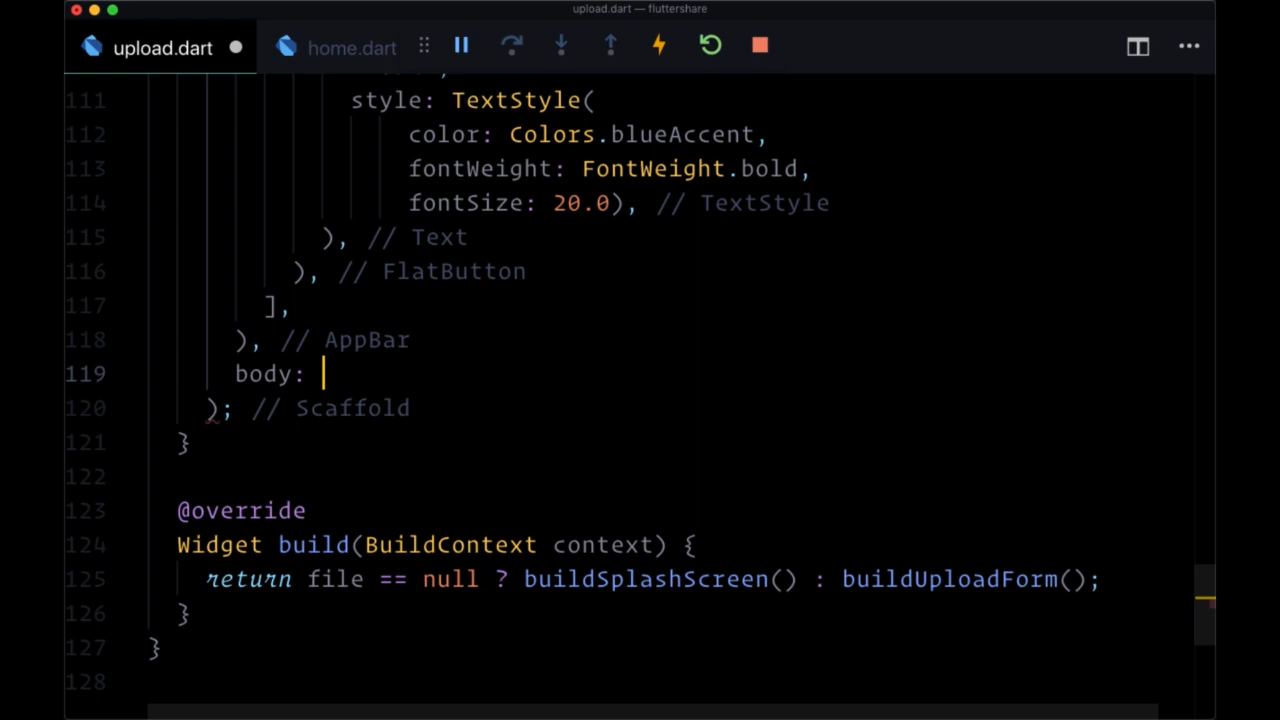 upload.dart — fluttershare
upload.dart home.dart
111 style: TextStyle(
112 color: Colors.blueAccent,
113 fontWeight: FontWeight.bold,
114 fontSize: 20.0), // TextStyle
115 ), // Text
116 ), // FlatButton
117 ],
118 ), // AppBar
119 body:
120 ); // Scaffold
121 }
122
123 @override
124 Widget build(BuildContext context) {
125 return file == null ? buildSplashScreen() : buildUploadForm();
126 }
127 }
128